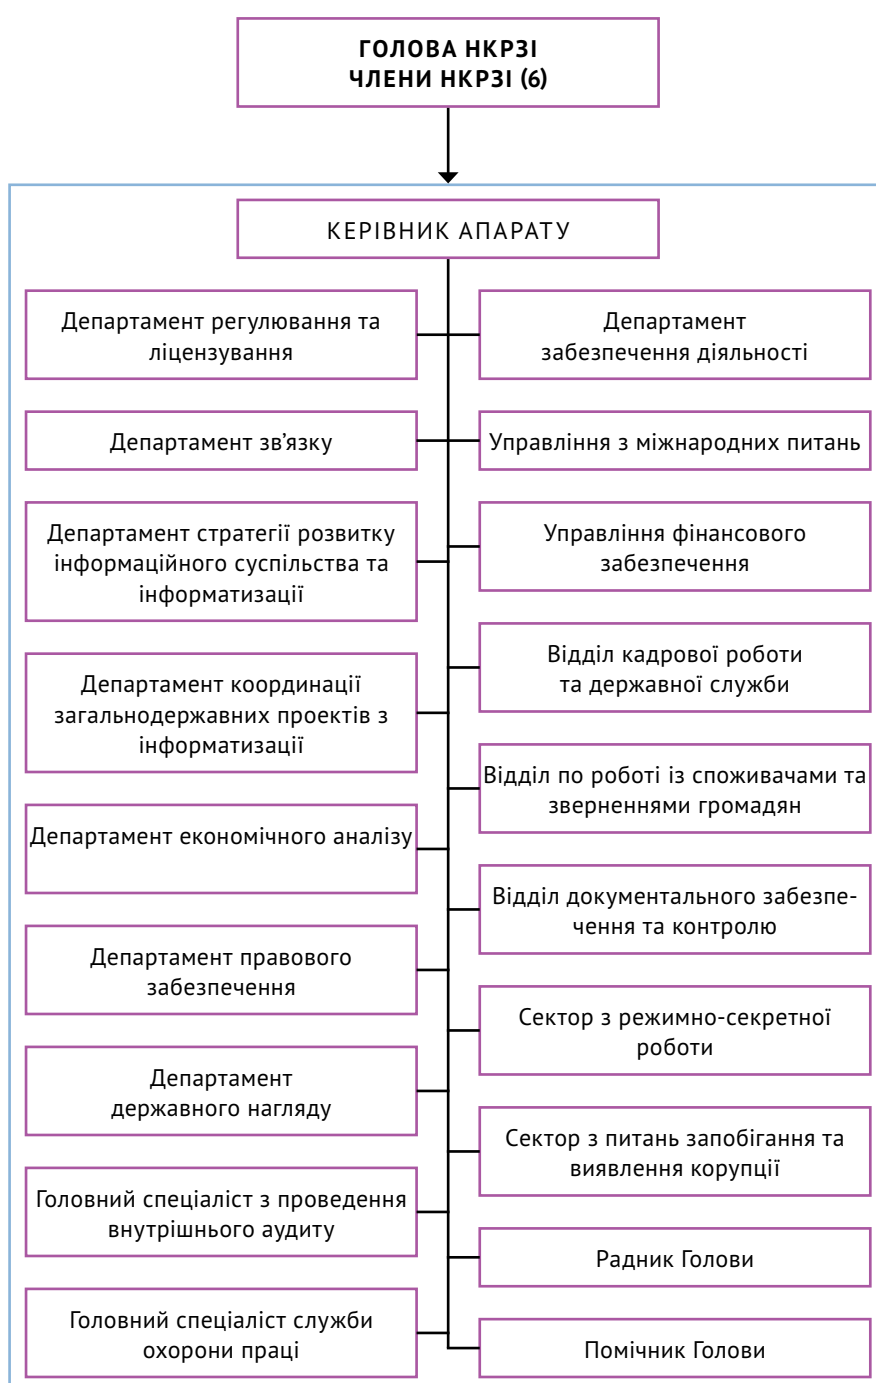 ГОЛОВА НКРЗІ
ЧЛЕНИ НКРЗІ (6)
КЕРІВНИК АПАРАТУ
Департамент регулювання та
ліцензування
Департамент зв’язку
Департамент стратегії розвитку
інформаційного суспільства та
інформатизації
Департамент координації
загальнодержавних проектів з
інформатизації
Департамент економічного аналізу
Департамент правового
забезпечення
Департамент
державного нагляду
Головний спеціаліст з проведення
внутрішнього аудиту
Головний спеціаліст служби
охорони праці
Департамент
забезпечення діяльності
Управління з міжнародних питань
Управління фінансового
забезпечення
Відділ кадрової роботи
та державної служби
Відділ по роботі із споживачами та
зверненнями громадян
Відділ документального забезпе-
чення та контролю
Сектор з режимно-секретної
роботи
Сектор з питань запобігання та
виявлення корупції
Радник Голови
Помічник Голови